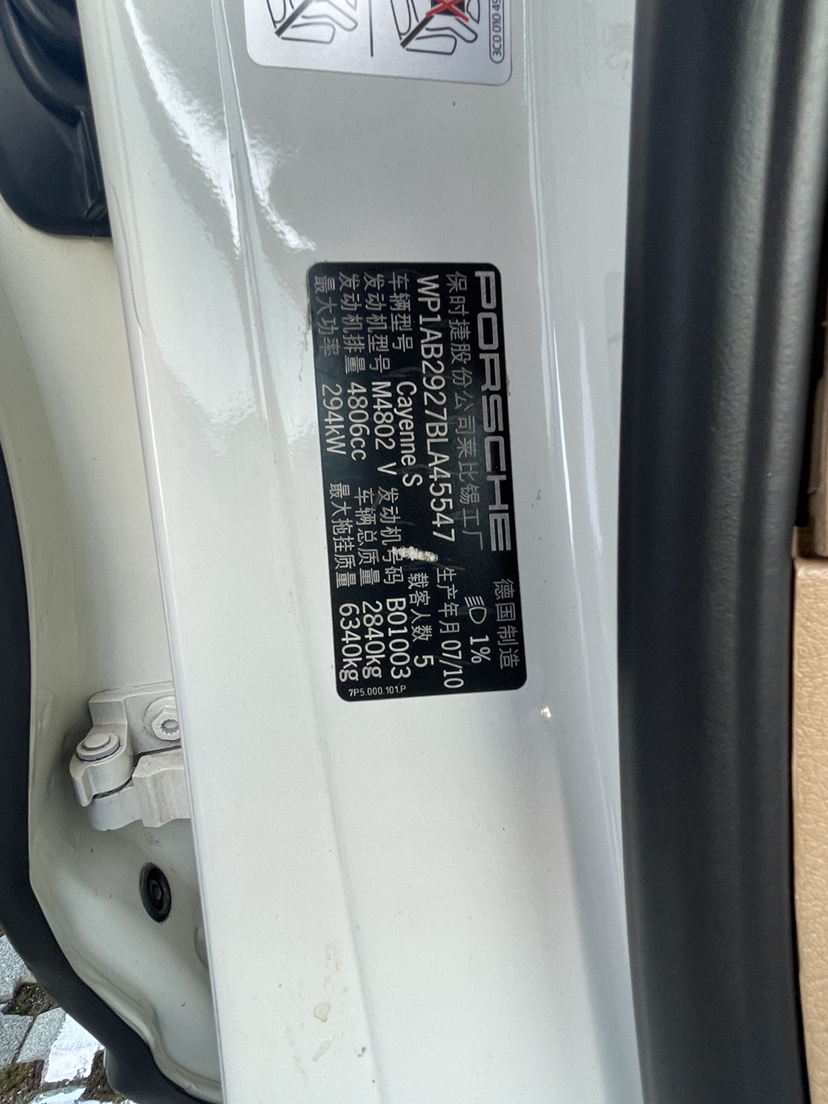 3C0 010 4
PORSCHE 德国制造
保时捷股份公司莱比锡工厂 1%
WP1AB2927BLA45547 生产年月 07/10
车辆型号 Cayenne S 载客人数 5
发动机型号 M4802 V 发动机号码 B01003
发动机排量 4806cc 车辆总质量 2840kg
最大功率 294kW 最大拖挂质量 6340kg
7P5.000.101.P